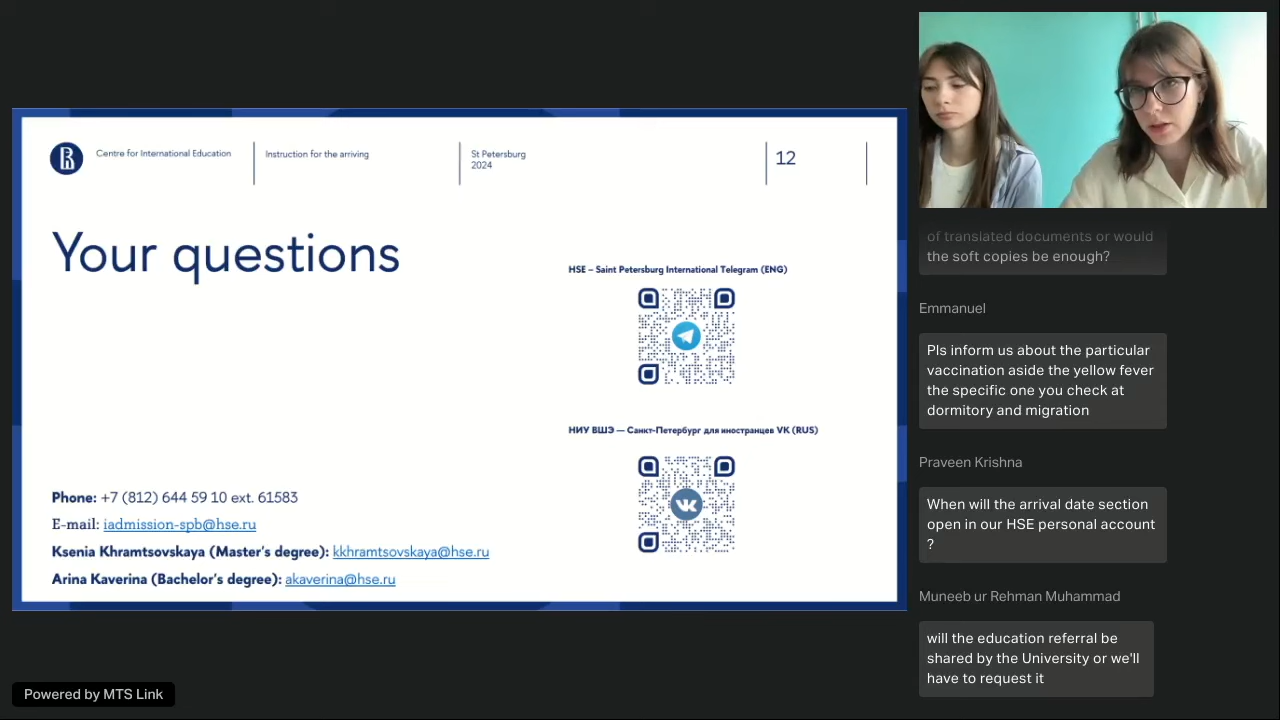 Centre for International Education
Instruction for the arriving
St Petersburg
2024
12
Your questions
HSE – Saint Petersburg International Telegram (ENG)
НИУ ВШЭ — Санкт-Петербург для иностранцев VK (RUS)
Phone: +7 (812) 644 59 10 ext. 61583
E-mail: iadmission-spb@hse.ru
Ksenia Khramtsovskaya (Master's degree): kkhramtsovskaya@hse.ru
Arina Kaverina (Bachelor's degree): akaverina@hse.ru
Powered by MTS Link
of translated documents or would
the soft copies be enough?
Emmanuel
Pls inform us about the particular
vaccination aside the yellow fever
the specific one you check at
dormitory and migration
Praveen Krishna
When will the arrival date section
open in our HSE personal account
?
Muneeb ur Rehman Muhammad
will the education referral be
shared by the University or we'll
have to request it